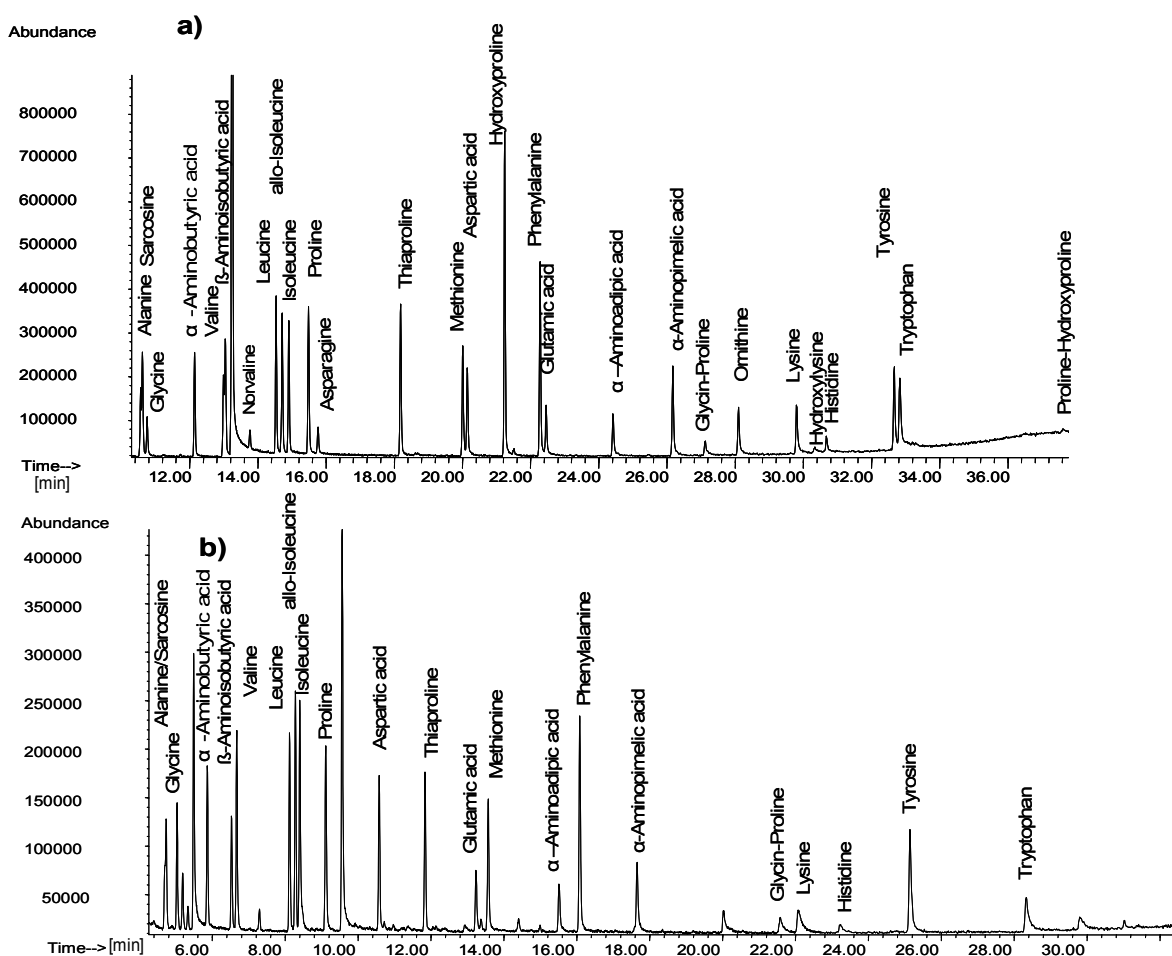 a)
Abundance
800000
700000
600000
500000
400000
300000
200000
100000
Alanine
Sarcosine
Glycine
α -Aminobutyric acid
Valine
ß-Aminoisobutyric acid
Norvaline
Leucine
allo-Isoleucine
Isoleucine
Proline
Asparagine
Thiaproline
Methionine
Aspartic acid
Hydroxyproline
Phenylalanine
Glutamic acid
α -Aminoadipic acid
α-Aminopimelic acid
Glycin-Proline
Ornithine
Lysine
Hydroxylysine
Histidine
Tyrosine
Tryptophan
Proline-Hydroxyproline
Time-->
[min]
12.00 14.00 16.00 18.00 20.00 22.00 24.00 26.00 28.00 30.00 32.00 34.00 36.00
Abundance
b)
400000
350000
300000
250000
200000
150000
100000
50000
Alanine/Sarcosine
Glycine
α -Aminobutyric acid
ß-Aminoisobutyric acid
Valine
Leucine
allo-Isoleucine
Isoleucine
Proline
Aspartic acid
Thiaproline
Glutamic acid
Methionine
α -Aminoadipic acid
Phenylalanine
α-Aminopimelic acid
Glycin-Proline
Lysine
Histidine
Tyrosine
Tryptophan
Time--> [min]
6.00 8.00 10.00 12.00 14.00 16.00 18.00 20.00 22.00 24.00 26.00 28.00 30.00